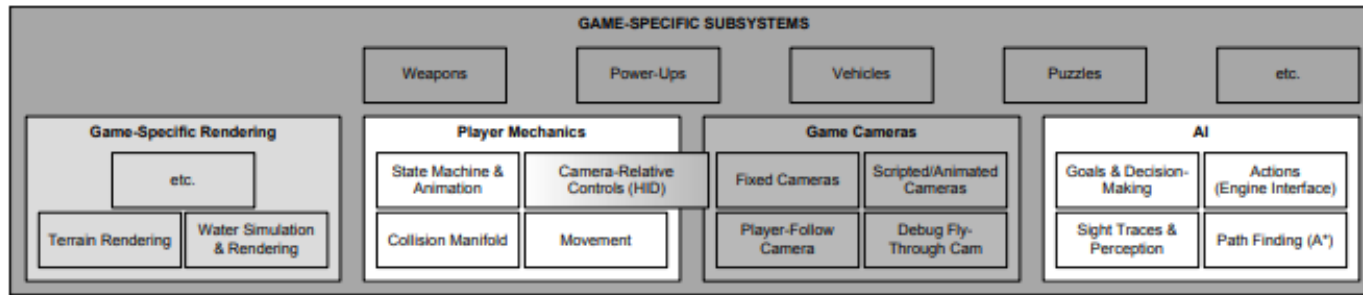 GAME-SPECIFIC SUBSYSTEMS
Weapons
Power-Ups
Vehicles
Puzzles
etc.
Game-Specific Rendering
etc.
Terrain Rendering
Water Simulation
& Rendering
Player Mechanics
State Machine &
Animation
Camera-Relative
Controls (HID)
Collision Manifold
Movement
Game Cameras
Fixed Cameras
Scripted/Animated
Cameras
Player-Follow
Camera
Debug Fly-
Through Cam
AI
Goals & Decision-
Making
Actions
(Engine Interface)
Sight Traces &
Perception
Path Finding (A*)